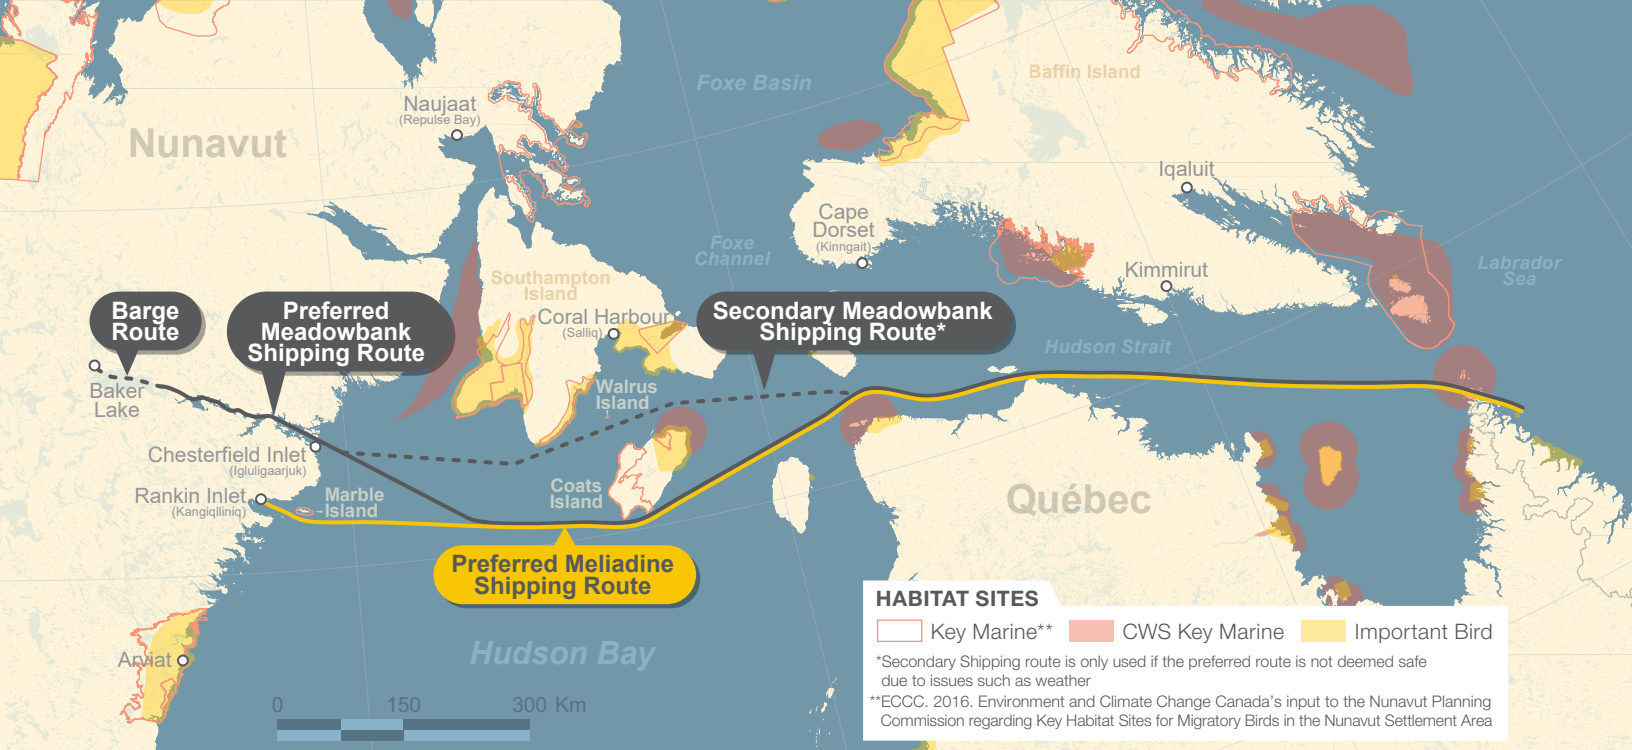 Foxe Basin
Baffin Island
Naujaat
(Repulse Bay)
Nunavut
Iqaluit
Cape
Dorset
(Kinngait)
Foxe
Channel
Labrador
Sea
Kimmirut
Southampton
Island
Coral Harbour
(Salliq)
Barge
Route
Preferred
Meadowbank
Shipping Route
Secondary Meadowbank
Shipping Route*
Hudson Strait
Baker
Lake
Walrus
Island
Chesterfield Inlet
(Igluligaarjuk)
Rankin Inlet
(Kangiqlliniq)
Marble
Island
Coats
Island
Québec
Preferred Meliadine
Shipping Route
Hudson Bay
Arviat
0 150 300 Km
HABITAT SITES
Key Marine** CWS Key Marine Important Bird
*Secondary Shipping route is only used if the preferred route is not deemed safe
due to issues such as weather
**ECCC. 2016. Environment and Climate Change Canada's input to the Nunavut Planning
Commission regarding Key Habitat Sites for Migratory Birds in the Nunavut Settlement Area